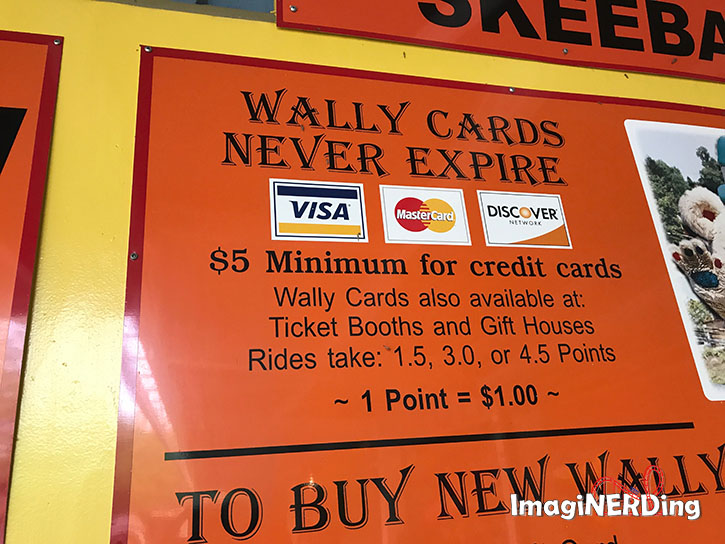 SKEEBA
WALLY CARDS
NEVER EXPIRE
VISA MasterCard DISCOVER
NETWORK
$5 Minimum for credit cards
Wally Cards also available at:
Ticket Booths and Gift Houses
Rides take: 1.5, 3.0, or 4.5 Points
~ 1 Point = $1.00 ~
TO BUY NEW WALLY
ImagiNERDing